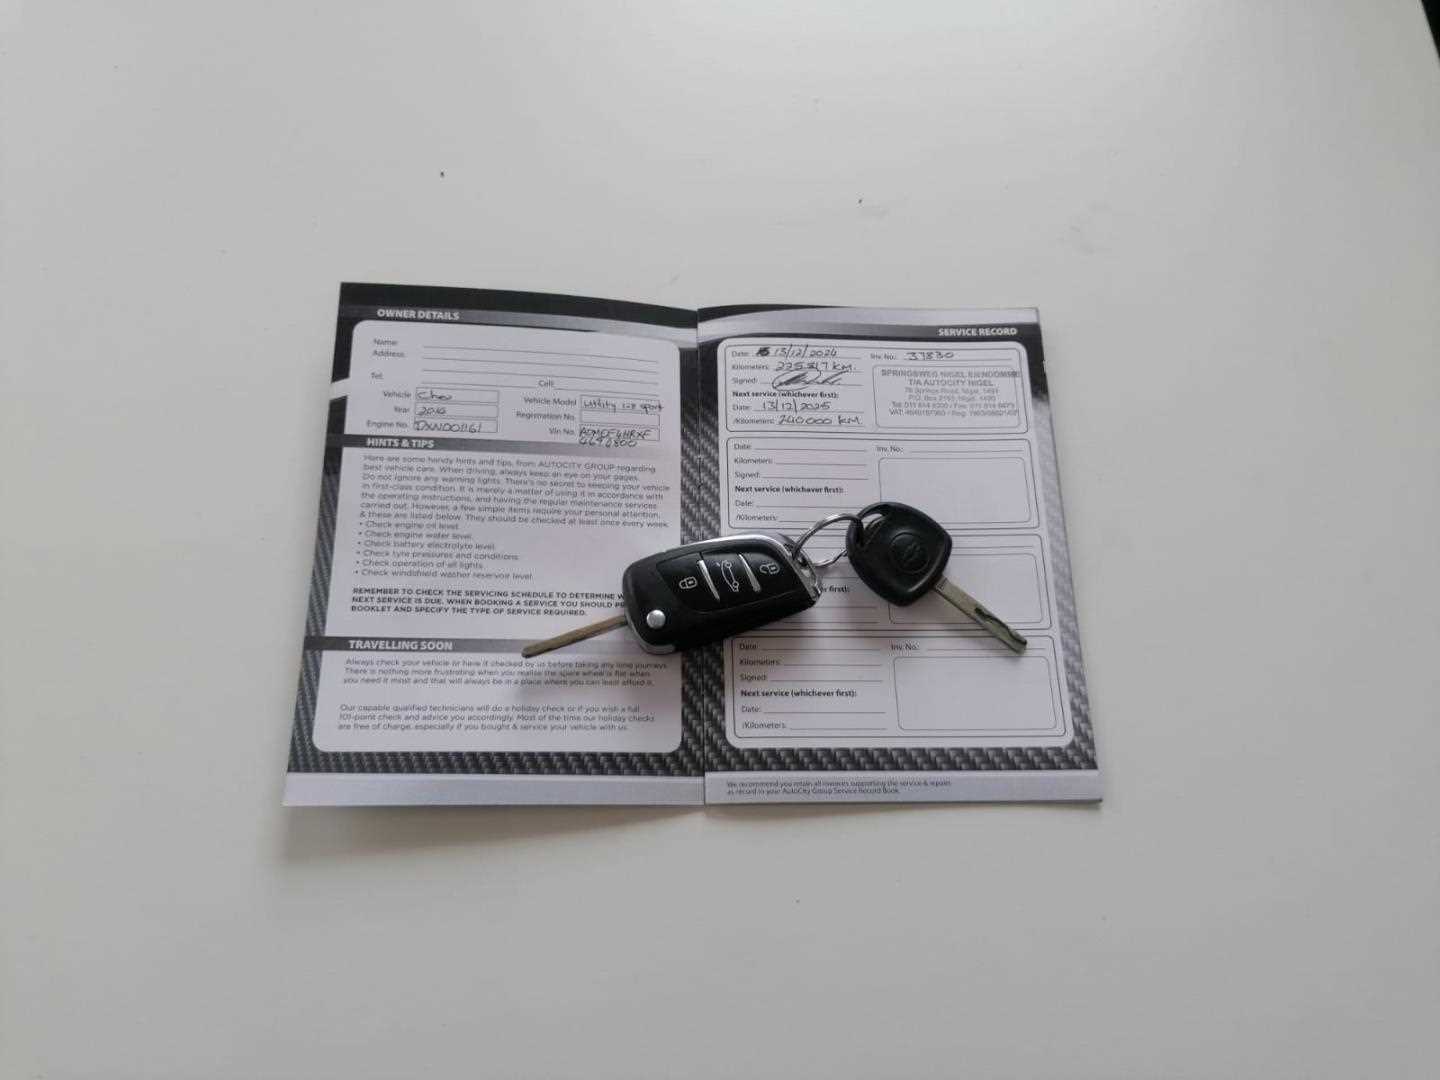 OWNER DETAILS
Name:
Address:
Tel:
Cell:
Vehicle Chev
Vehicle Model Utility 1.8 sport
Year 2016
Registration No.
Engine No.
Vin No.
HINTS & TIPS
Here are some handy hints and tips, from AUTOCITY GROUP regarding
best vehicle care. When driving, always keep an eye on your gages.
Do not ignore any warning lights. There's no secret to keeping your vehicle
in first-class condition. It is merely a matter of using it in accordance with
the operating instructions, and having the regular maintenance services
carried out. However, a few simple items require your personal attention,
& these are listed below. They should be checked at least once every week.
• Check engine oil level.
• Check engine water level.
• Check battery electrolyte level.
• Check tyre pressures and conditions.
• Check operation of all lights.
• Check windshield washer reservoir level.
REMEMBER TO CHECK THE SERVICING SCHEDULE TO DETERMINE
NEXT SERVICE IS DUE. WHEN BOOKING A SERVICE YOU SHOULD
BOOKLET AND SPECIFY THE TYPE OF SERVICE REQUIRED.
TRAVELLING SOON
Always check your vehicle or have it checked by us before taking any long journeys.
There is nothing more frustrating when you realise the spare wheel is flat when
you need it most and that will always be in a place where you can least afford it.
Our capable qualified technicians will do a holiday check or if you wish a full
101-point check and advice you accordingly. Most of the time our holiday checks
are free of charge, especially if you bought & service your vehicle with us.
SERVICE RECORD
Date: 13/12/2024 Inv. No.: 37830
Kilometers: 225817 KM.
SPRINGSWEG NIGEL EIENDOMME
T/A AUTOCITY NIGEL
Signed:
76 Springs Road, Nigel, 1491
P.O. Box 2193, Nigel, 1490
Next service (whichever first):
Date: 13/12/2025
/Kilometers: 240000 KM.
Date: Inv. No.:
Kilometers:
Signed:
Next service (whichever first):
Date:
/Kilometers:
first):
Date: Inv. No.:
Kilometers:
Signed:
Next service (whichever first):
Date:
/Kilometers:
We recommend you retain all invoices supporting the service & repairs
as record in your AutoCity Group Service Record Book.